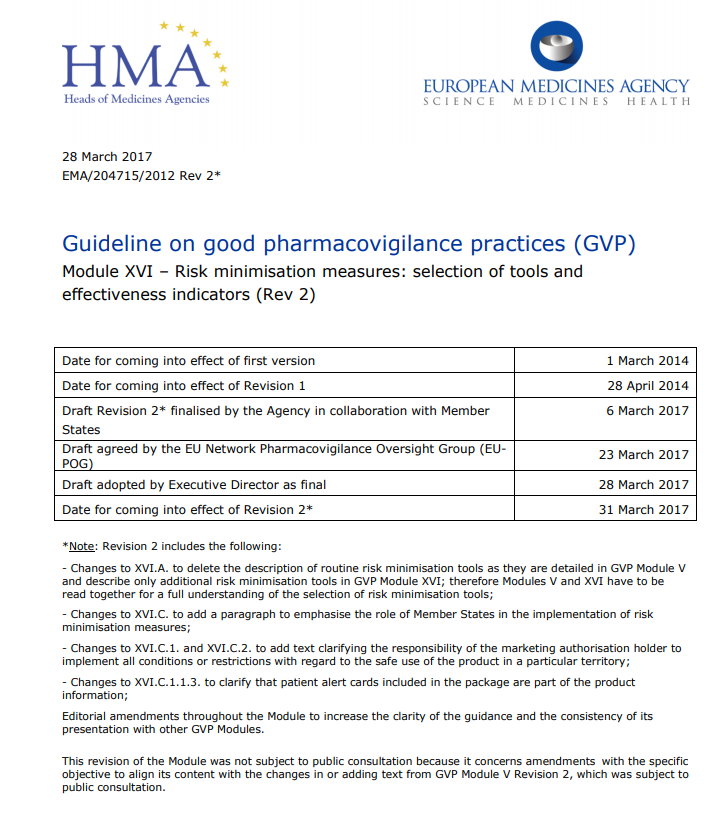 HMA
Heads of Medicines Agencies
EUROPEAN MEDICINES AGENCY
SCIENCE MEDICINES HEALTH
28 March 2017
EMA/204715/2012 Rev 2*
Guideline on good pharmacovigilance practices (GVP)
Module XVI – Risk minimisation measures: selection of tools and
effectiveness indicators (Rev 2)
Date for coming into effect of first version 1 March 2014
Date for coming into effect of Revision 1 28 April 2014
Draft Revision 2* finalised by the Agency in collaboration with Member 6 March 2017
States
Draft agreed by the EU Network Pharmacovigilance Oversight Group (EU-
POG) 23 March 2017
Draft adopted by Executive Director as final 28 March 2017
Date for coming into effect of Revision 2* 31 March 2017
*Note: Revision 2 includes the following:
- Changes to XVI.A. to delete the description of routine risk minimisation tools as they are detailed in GVP Module V
and describe only additional risk minimisation tools in GVP Module XVI; therefore Modules V and XVI have to be
read together for a full understanding of the selection of risk minimisation tools;
- Changes to XVI.C. to add a paragraph to emphasise the role of Member States in the implementation of risk
minimisation measures;
- Changes to XVI.C.1. and XVI.C.2. to add text clarifying the responsibility of the marketing authorisation holder to
implement all conditions or restrictions with regard to the safe use of the product in a particular territory;
- Changes to XVI.C.1.1.3. to clarify that patient alert cards included in the package are part of the product
information;
Editorial amendments throughout the Module to increase the clarity of the guidance and the consistency of its
presentation with other GVP Modules.
This revision of the Module was not subject to public consultation because it concerns amendments with the specific
objective to align its content with the changes in or adding text from GVP Module V Revision 2, which was subject to
public consultation.